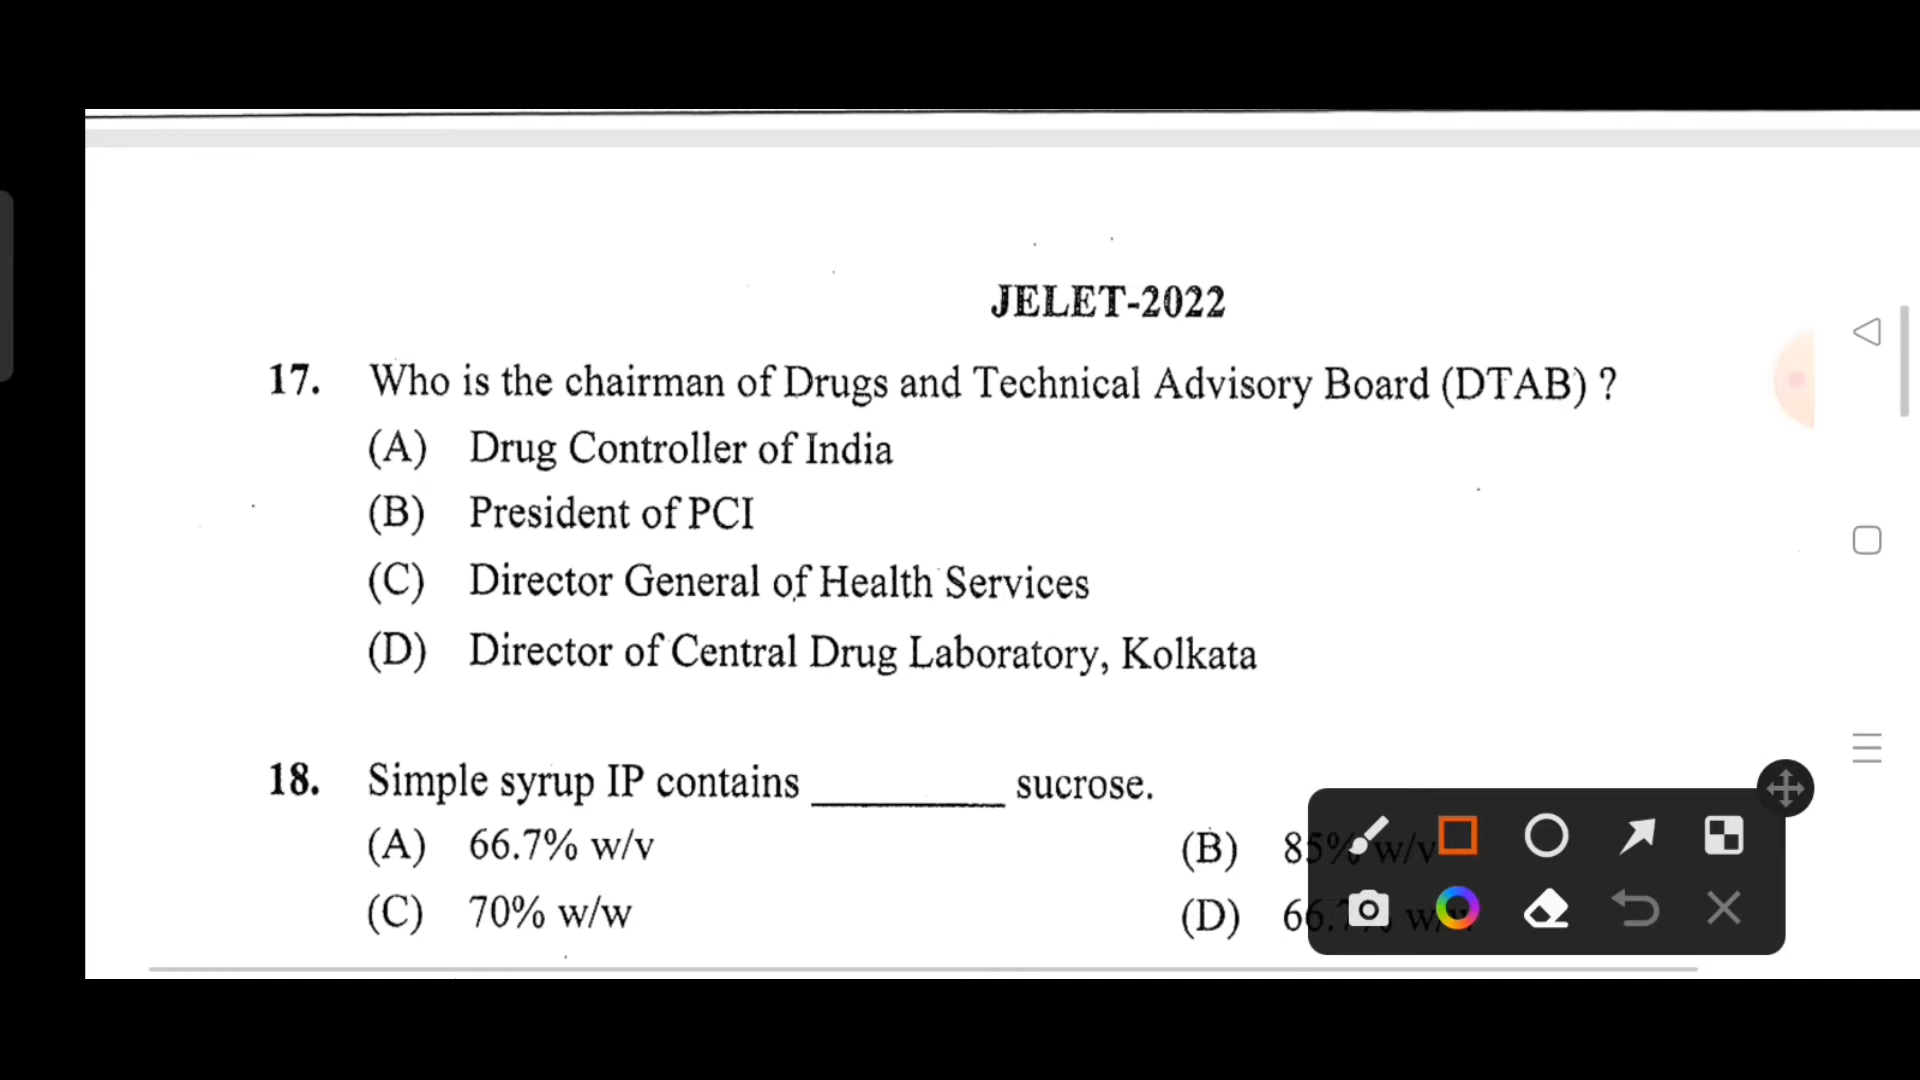 JELET-2022
17. Who is the chairman of Drugs and Technical Advisory Board (DTAB) ?
(A) Drug Controller of India
(B) President of PCI
(C) Director General of Health Services
(D) Director of Central Drug Laboratory, Kolkata
18. Simple syrup IP contains ________ sucrose.
(A) 66.7% w/v
(B) 85% w/v
(C) 70% w/w
(D)